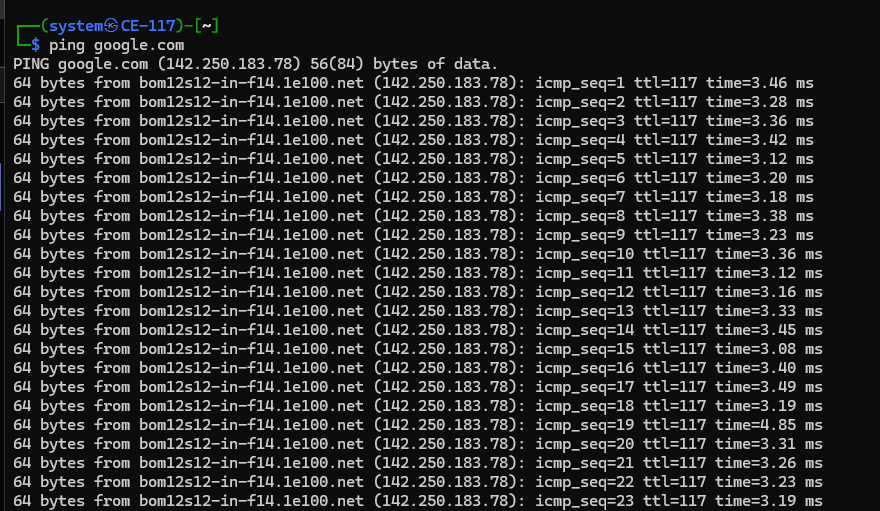 ┌──(system㉿CE-117)-[~]
└─$ ping google.com
PING google.com (142.250.183.78) 56(84) bytes of data.
64 bytes from bom12s12-in-f14.1e100.net (142.250.183.78): icmp_seq=1 ttl=117 time=3.46 ms
64 bytes from bom12s12-in-f14.1e100.net (142.250.183.78): icmp_seq=2 ttl=117 time=3.28 ms
64 bytes from bom12s12-in-f14.1e100.net (142.250.183.78): icmp_seq=3 ttl=117 time=3.36 ms
64 bytes from bom12s12-in-f14.1e100.net (142.250.183.78): icmp_seq=4 ttl=117 time=3.42 ms
64 bytes from bom12s12-in-f14.1e100.net (142.250.183.78): icmp_seq=5 ttl=117 time=3.12 ms
64 bytes from bom12s12-in-f14.1e100.net (142.250.183.78): icmp_seq=6 ttl=117 time=3.20 ms
64 bytes from bom12s12-in-f14.1e100.net (142.250.183.78): icmp_seq=7 ttl=117 time=3.18 ms
64 bytes from bom12s12-in-f14.1e100.net (142.250.183.78): icmp_seq=8 ttl=117 time=3.38 ms
64 bytes from bom12s12-in-f14.1e100.net (142.250.183.78): icmp_seq=9 ttl=117 time=3.23 ms
64 bytes from bom12s12-in-f14.1e100.net (142.250.183.78): icmp_seq=10 ttl=117 time=3.36 ms
64 bytes from bom12s12-in-f14.1e100.net (142.250.183.78): icmp_seq=11 ttl=117 time=3.12 ms
64 bytes from bom12s12-in-f14.1e100.net (142.250.183.78): icmp_seq=12 ttl=117 time=3.16 ms
64 bytes from bom12s12-in-f14.1e100.net (142.250.183.78): icmp_seq=13 ttl=117 time=3.33 ms
64 bytes from bom12s12-in-f14.1e100.net (142.250.183.78): icmp_seq=14 ttl=117 time=3.45 ms
64 bytes from bom12s12-in-f14.1e100.net (142.250.183.78): icmp_seq=15 ttl=117 time=3.08 ms
64 bytes from bom12s12-in-f14.1e100.net (142.250.183.78): icmp_seq=16 ttl=117 time=3.40 ms
64 bytes from bom12s12-in-f14.1e100.net (142.250.183.78): icmp_seq=17 ttl=117 time=3.49 ms
64 bytes from bom12s12-in-f14.1e100.net (142.250.183.78): icmp_seq=18 ttl=117 time=3.19 ms
64 bytes from bom12s12-in-f14.1e100.net (142.250.183.78): icmp_seq=19 ttl=117 time=4.85 ms
64 bytes from bom12s12-in-f14.1e100.net (142.250.183.78): icmp_seq=20 ttl=117 time=3.31 ms
64 bytes from bom12s12-in-f14.1e100.net (142.250.183.78): icmp_seq=21 ttl=117 time=3.26 ms
64 bytes from bom12s12-in-f14.1e100.net (142.250.183.78): icmp_seq=22 ttl=117 time=3.23 ms
64 bytes from bom12s12-in-f14.1e100.net (142.250.183.78): icmp_seq=23 ttl=117 time=3.19 ms